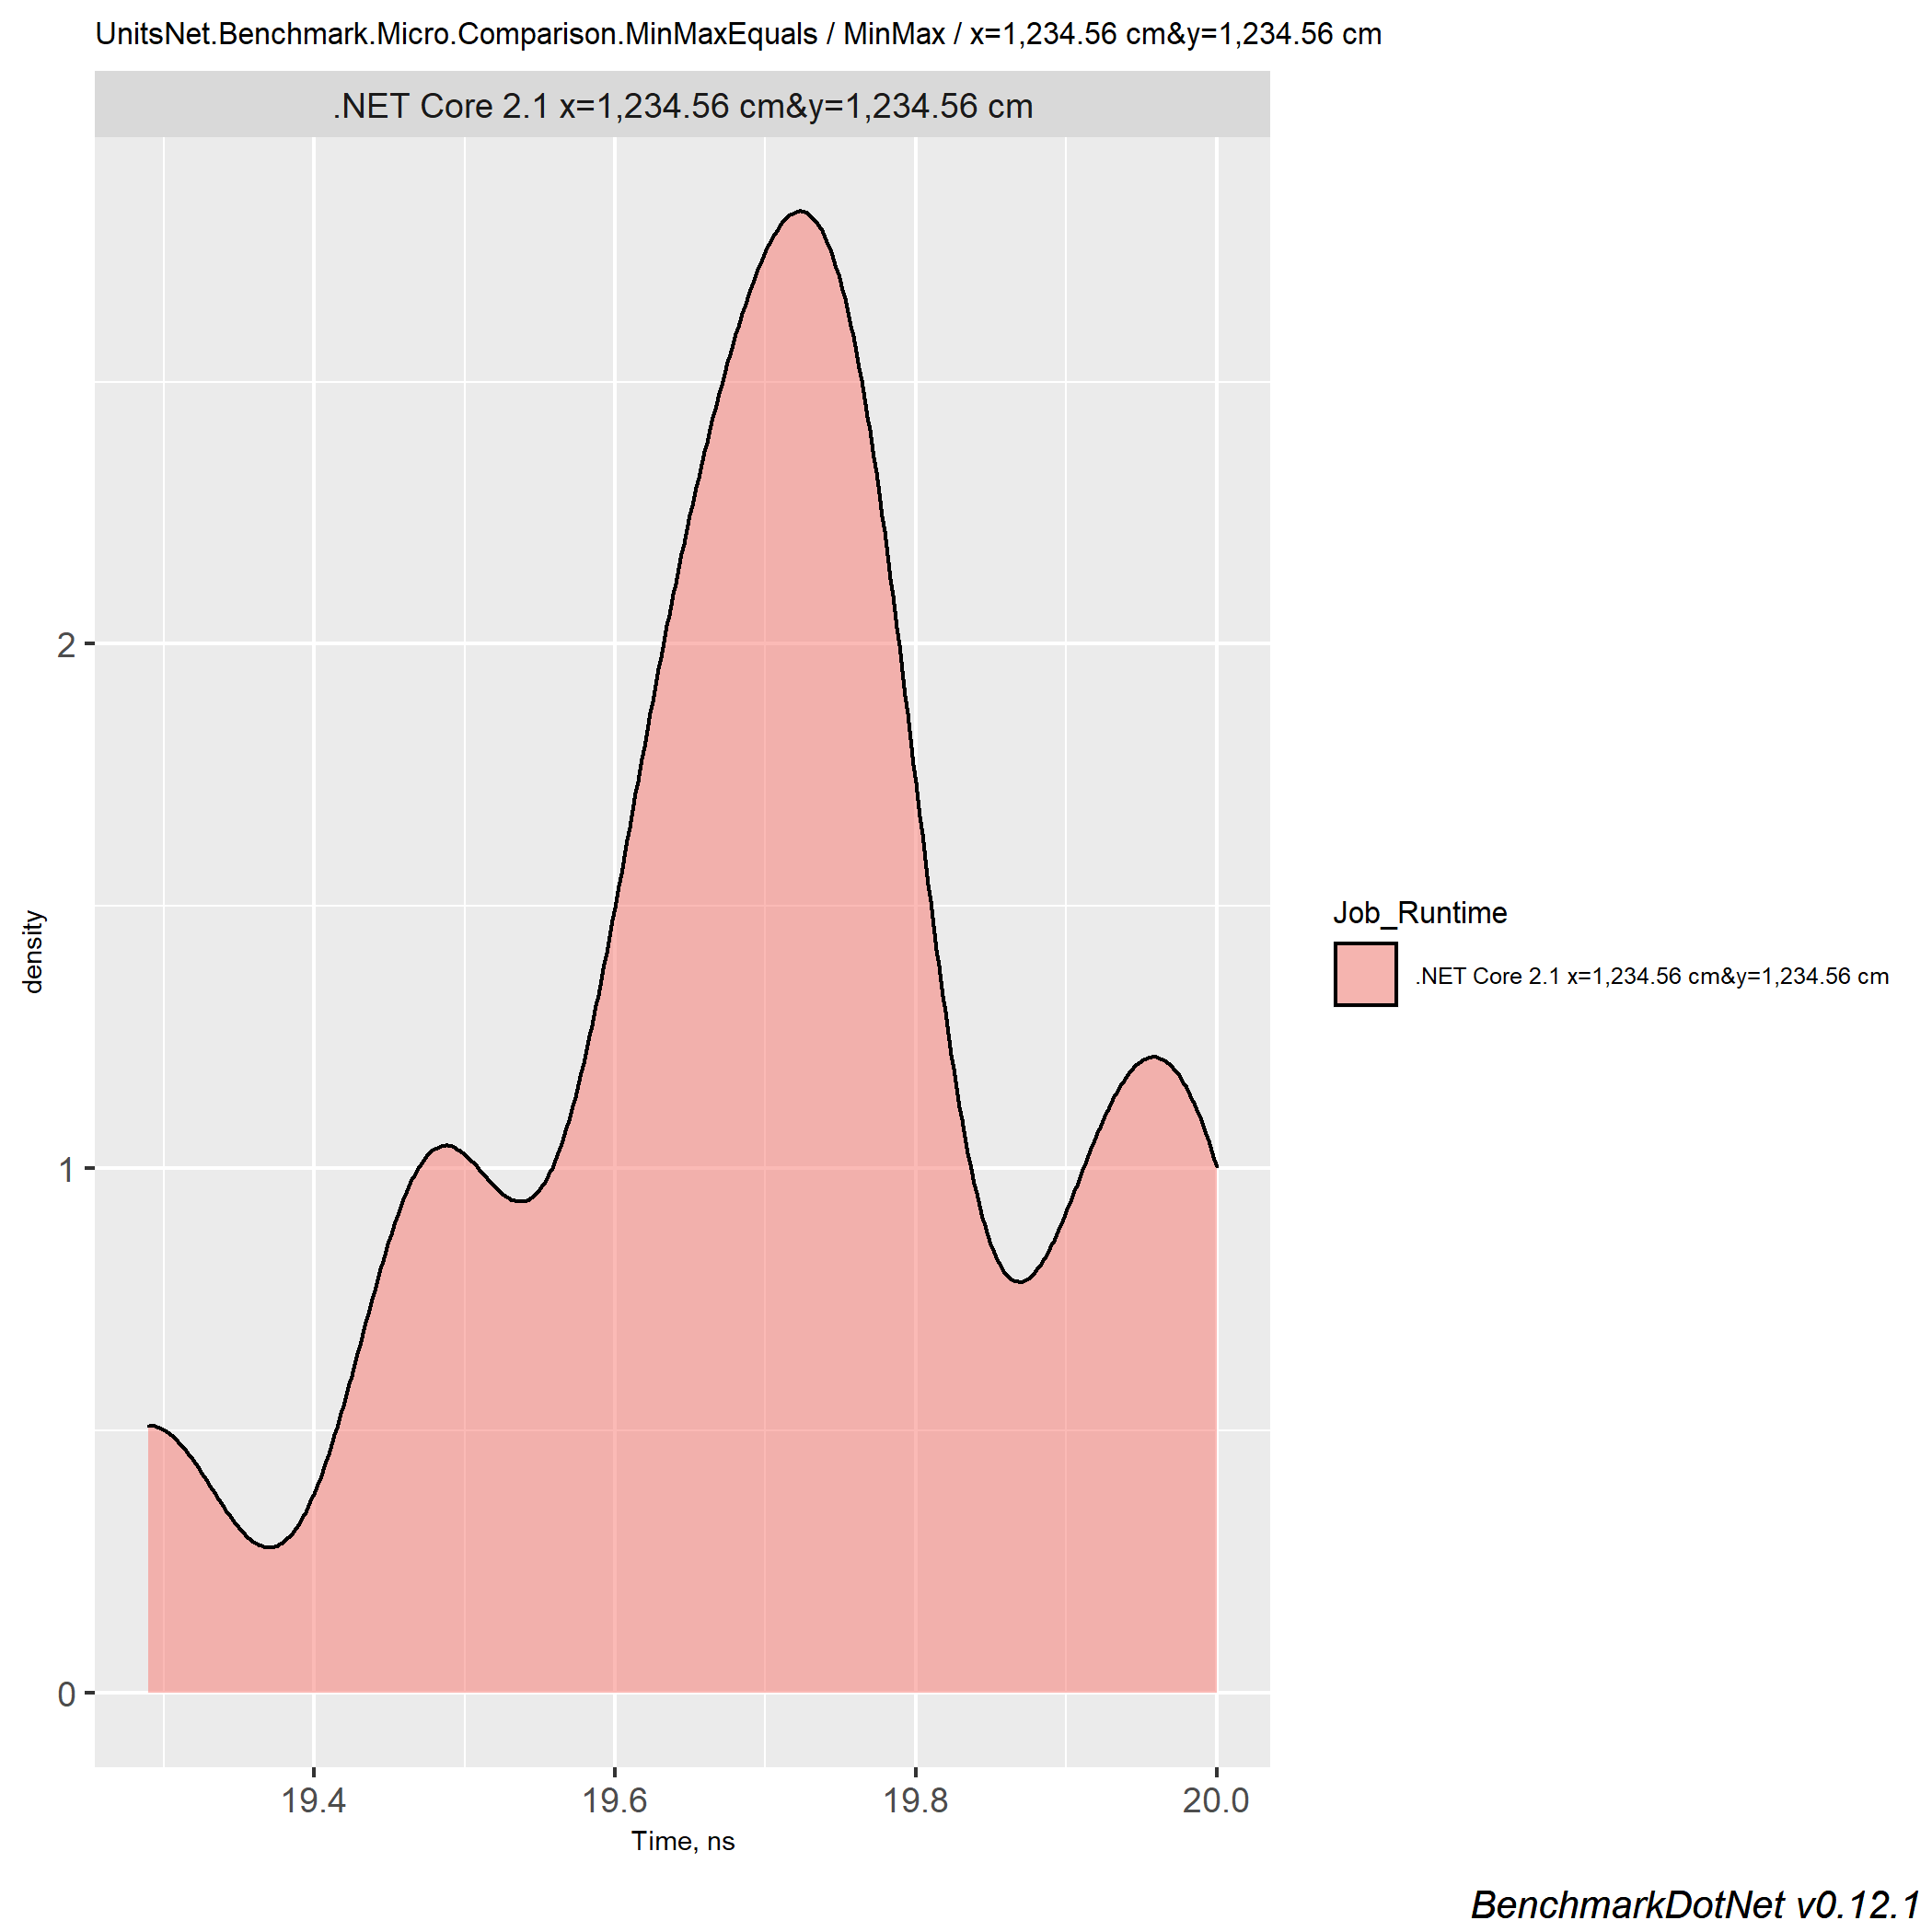 UnitsNet.Benchmark.Micro.Comparison.MinMaxEquals / MinMax / x=1,234.56 cm&y=1,234.56 cm
.NET Core 2.1 x=1,234.56 cm&y=1,234.56 cm
2
1
0
density
19.4 19.6 19.8 20.0
Time, ns
Job_Runtime
.NET Core 2.1 x=1,234.56 cm&y=1,234.56 cm
BenchmarkDotNet v0.12.1